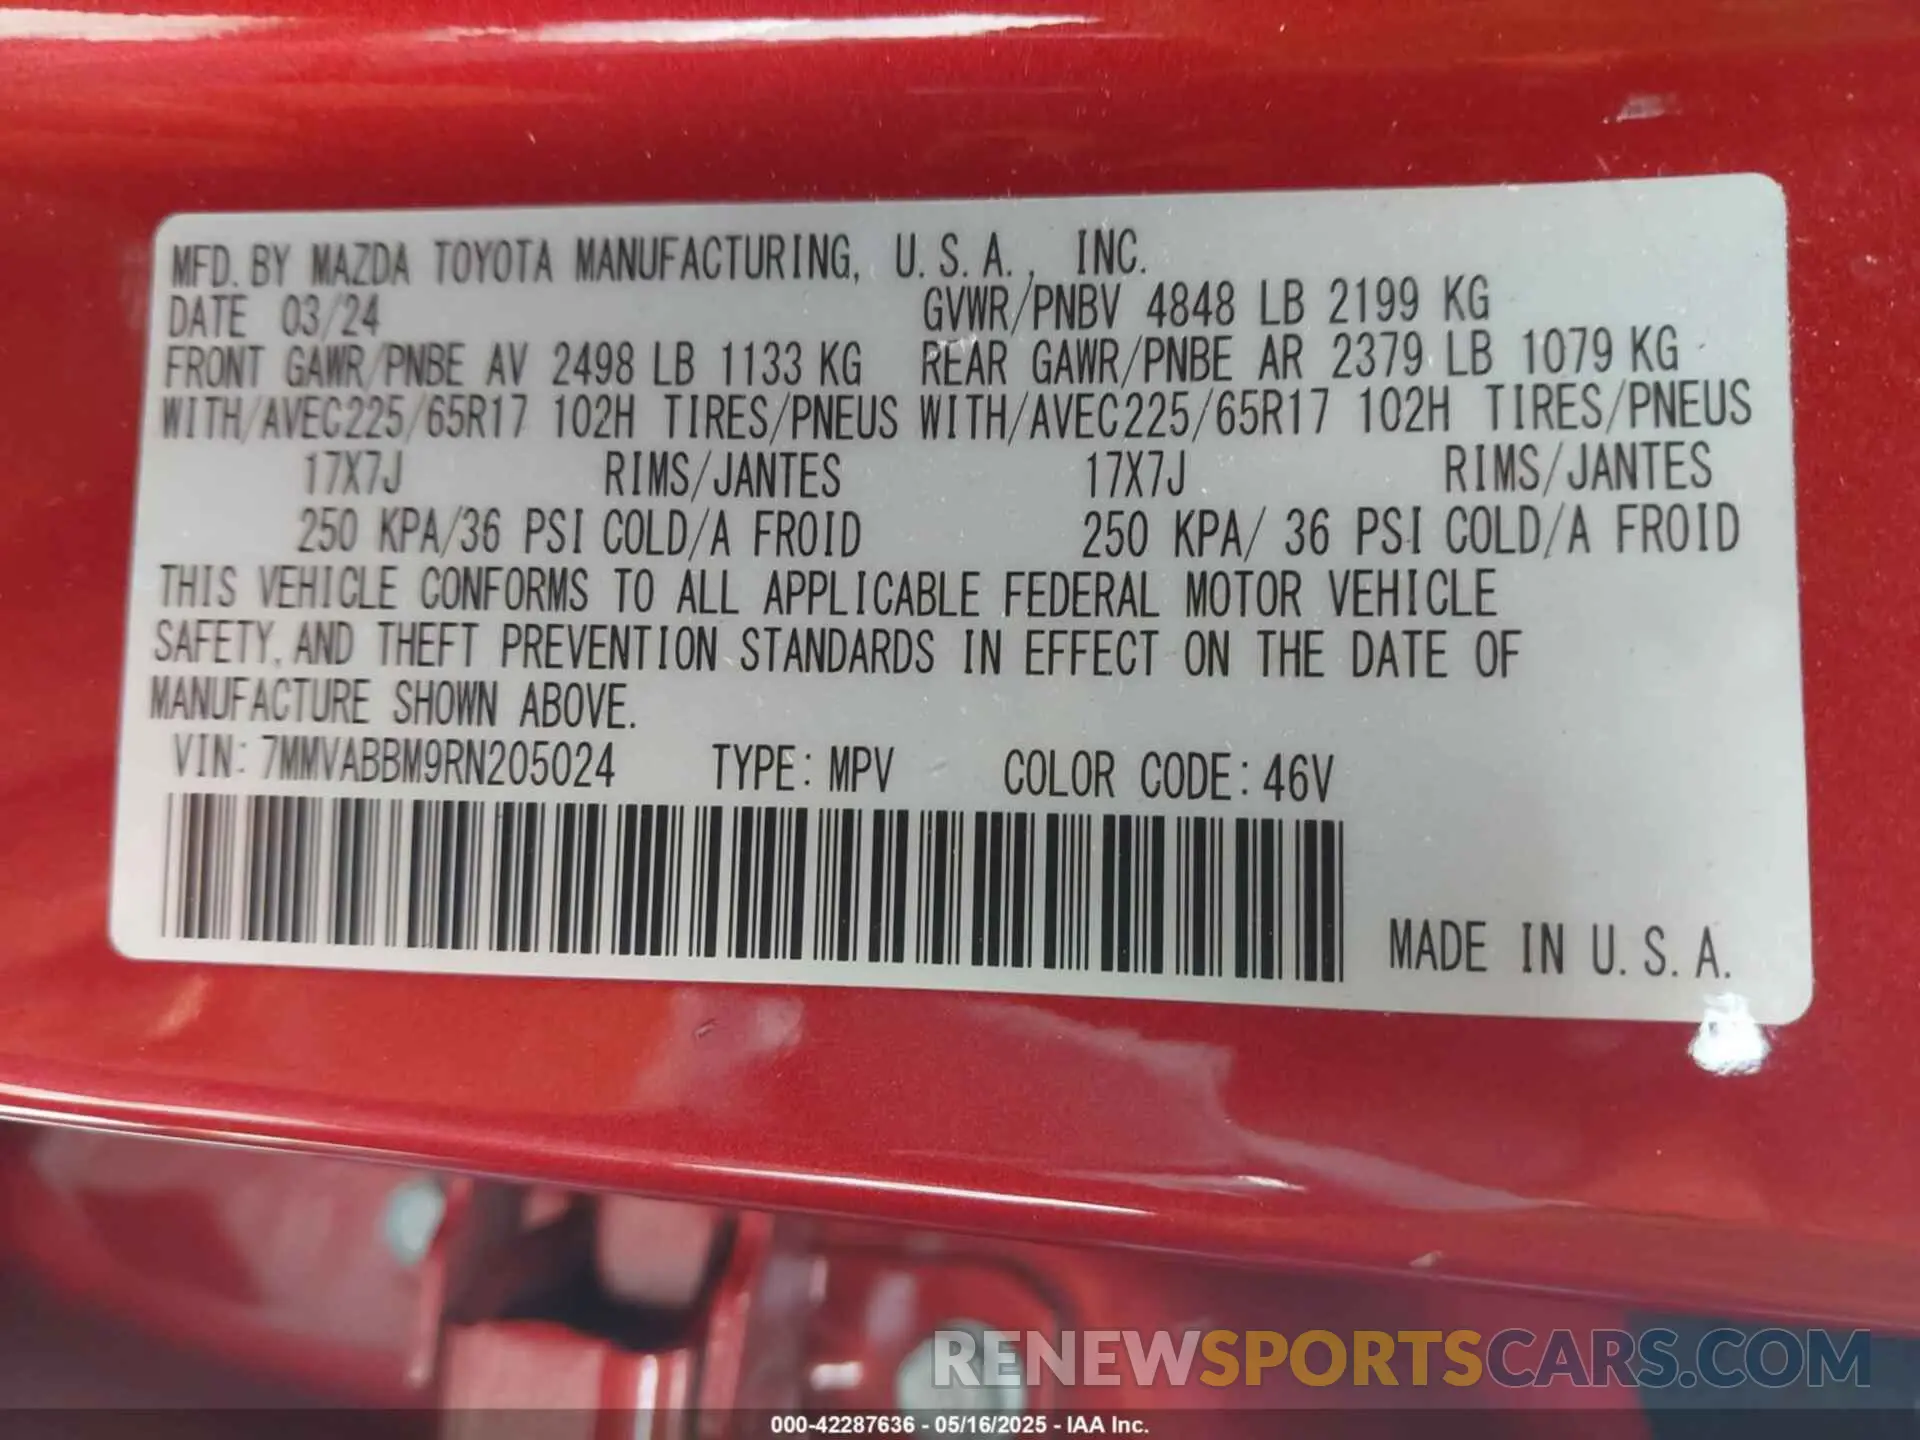 MFD. BY MAZDA TOYOTA MANUFACTURING, U.S.A., INC.
DATE 03/24 GVWR/PNBV 4848 LB 2199 KG
FRONT GAWR/PNBE AV 2498 LB 1133 KG REAR GAWR/PNBE AR 2379 LB 1079 KG
WITH/AVEC225/65R17 102H TIRES/PNEUS WITH/AVEC225/65R17 102H TIRES/PNEUS
17X7J RIMS/JANTES 17X7J RIMS/JANTES
250 KPA/36 PSI COLD/A FROID 250 KPA/ 36 PSI COLD/A FROID
THIS VEHICLE CONFORMS TO ALL APPLICABLE FEDERAL MOTOR VEHICLE
SAFETY, AND THEFT PREVENTION STANDARDS IN EFFECT ON THE DATE OF
MANUFACTURE SHOWN ABOVE.
VIN: 7MMVABBM9RN205024 TYPE: MPV COLOR CODE: 46V
MADE IN U.S.A.
RENEWSPORTSCARS.COM
000-42287636 - 05/16/2025 - IAA Inc.